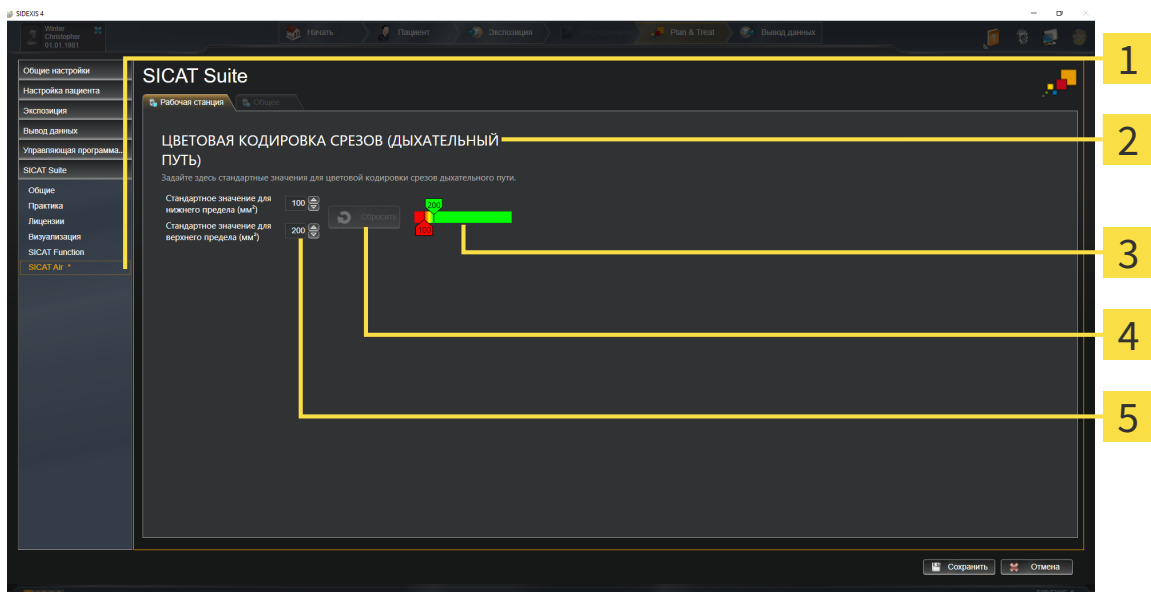 SIDEXIS 4
Winter
Christopher
01.01.1981
Начать
Пациент
Экспозиция
Plan & Treat
Вывод данных
Общие настройки
Настройка пациента
Экспозиция
Вывод данных
Управляющая программа...
SICAT Suite
Общие
Практика
Лицензии
Визуализация
SICAT Function
SICAT Air *
SICAT Suite
Рабочая станция
Общее
ЦВЕТОВАЯ КОДИРОВКА СРЕЗОВ (ДЫХАТЕЛЬНЫЙ
ПУТЬ)
Задайте здесь стандартные значения для цветовой кодировки срезов дыхательного пути.
Стандартное значение для
нижнего предела (мм²)
100
Стандартное значение для
верхнего предела (мм²)
200
Сбросить
200
100
Сохранить
Отмена
1
2
3
4
5